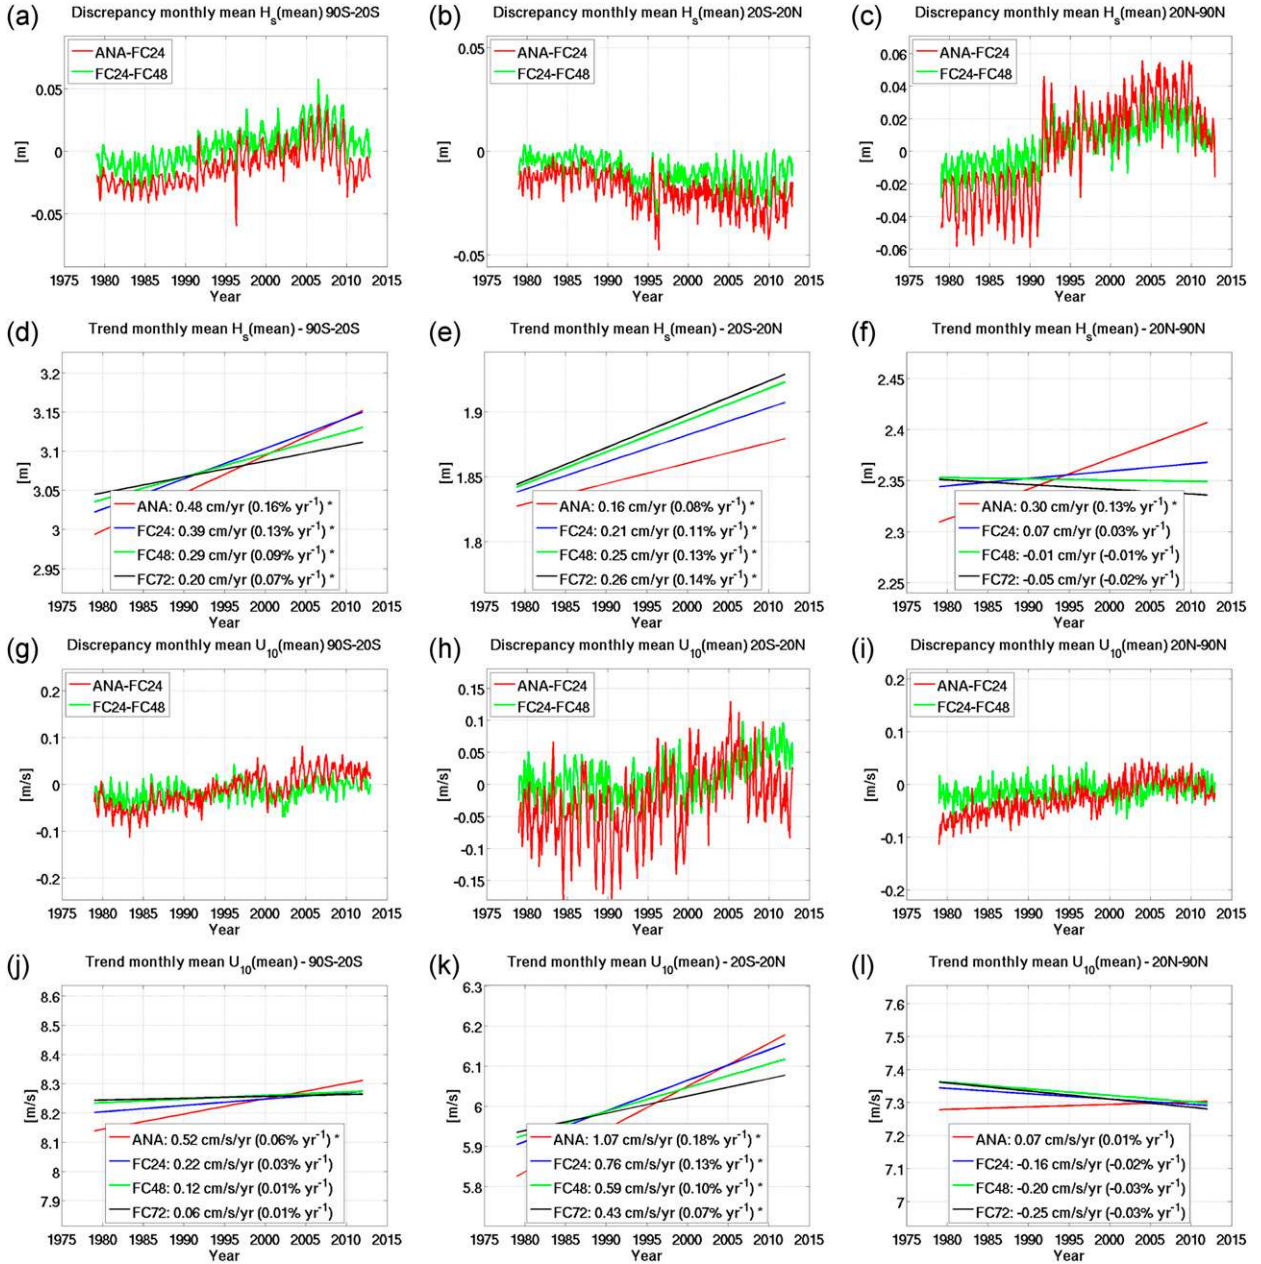 (a) Discrepancy monthly mean Hs(mean) 90S-20S
ANA-FC24
FC24-FC48
0.05
0
-0.05
[m]
1975 1980 1985 1990 1995 2000 2005 2010 2015
Year
(b) Discrepancy monthly mean Hs(mean) 20S-20N
ANA-FC24
FC24-FC48
0.05
0
-0.05
[m]
1975 1980 1985 1990 1995 2000 2005 2010 2015
Year
(c) Discrepancy monthly mean Hs(mean) 20N-90N
ANA-FC24
FC24-FC48
0.06
0.04
0.02
0
-0.02
-0.04
-0.06
[m]
1975 1980 1985 1990 1995 2000 2005 2010 2015
Year
(d) Trend monthly mean Hs(mean) - 90S-20S
3.2
3.15
3.1
3.05
3
2.95
[m]
ANA: 0.48 cm/yr (0.16% yr-1) *
FC24: 0.39 cm/yr (0.13% yr-1) *
FC48: 0.29 cm/yr (0.09% yr-1) *
FC72: 0.20 cm/yr (0.07% yr-1) *
1975 1980 1985 1990 1995 2000 2005 2010 2015
Year
(e) Trend monthly mean Hs(mean) - 20S-20N
1.9
1.85
1.8
[m]
ANA: 0.16 cm/yr (0.08% yr-1) *
FC24: 0.21 cm/yr (0.11% yr-1) *
FC48: 0.25 cm/yr (0.13% yr-1) *
FC72: 0.26 cm/yr (0.14% yr-1) *
1975 1980 1985 1990 1995 2000 2005 2010 2015
Year
(f) Trend monthly mean Hs(mean) - 20N-90N
2.45
2.4
2.35
2.3
2.25
[m]
ANA: 0.30 cm/yr (0.13% yr-1) *
FC24: 0.07 cm/yr (0.03% yr-1)
FC48: -0.01 cm/yr (-0.01% yr-1)
FC72: -0.05 cm/yr (-0.02% yr-1)
1975 1980 1985 1990 1995 2000 2005 2010 2015
Year
(g) Discrepancy monthly mean U10(mean) 90S-20S
ANA-FC24
FC24-FC48
0.2
0.1
0
-0.1
-0.2
[m/s]
1975 1980 1985 1990 1995 2000 2005 2010 2015
Year
(h) Discrepancy monthly mean U10(mean) 20S-20N
ANA-FC24
FC24-FC48
0.15
0.1
0.05
0
-0.05
-0.1
-0.15
[m/s]
1975 1980 1985 1990 1995 2000 2005 2010 2015
Year
(i) Discrepancy monthly mean U10(mean) 20N-90N
ANA-FC24
FC24-FC48
0.2
0.1
0
-0.1
-0.2
[m/s]
1975 1980 1985 1990 1995 2000 2005 2010 2015
Year
(j) Trend monthly mean U10(mean) - 90S-20S
8.6
8.5
8.4
8.3
8.2
8.1
8
7.9
[m/s]
ANA: 0.52 cm/s/yr (0.06% yr-1) *
FC24: 0.22 cm/s/yr (0.03% yr-1)
FC48: 0.12 cm/s/yr (0.01% yr-1)
FC72: 0.06 cm/s/yr (0.01% yr-1)
1975 1980 1985 1990 1995 2000 2005 2010 2015
Year
(k) Trend monthly mean U10(mean) - 20S-20N
6.3
6.2
6.1
6
5.9
5.8
[m/s]
ANA: 1.07 cm/s/yr (0.18% yr-1) *
FC24: 0.76 cm/s/yr (0.13% yr-1) *
FC48: 0.59 cm/s/yr (0.10% yr-1) *
FC72: 0.43 cm/s/yr (0.07% yr-1) *
1975 1980 1985 1990 1995 2000 2005 2010 2015
Year
(l) Trend monthly mean U10(mean) - 20N-90N
7.6
7.5
7.4
7.3
7.2
7.1
7
[m/s]
ANA: 0.07 cm/s/yr (0.01% yr-1)
FC24: -0.16 cm/s/yr (-0.02% yr-1)
FC48: -0.20 cm/s/yr (-0.03% yr-1)
FC72: -0.25 cm/s/yr (-0.03% yr-1)
1975 1980 1985 1990 1995 2000 2005 2010 2015
Year